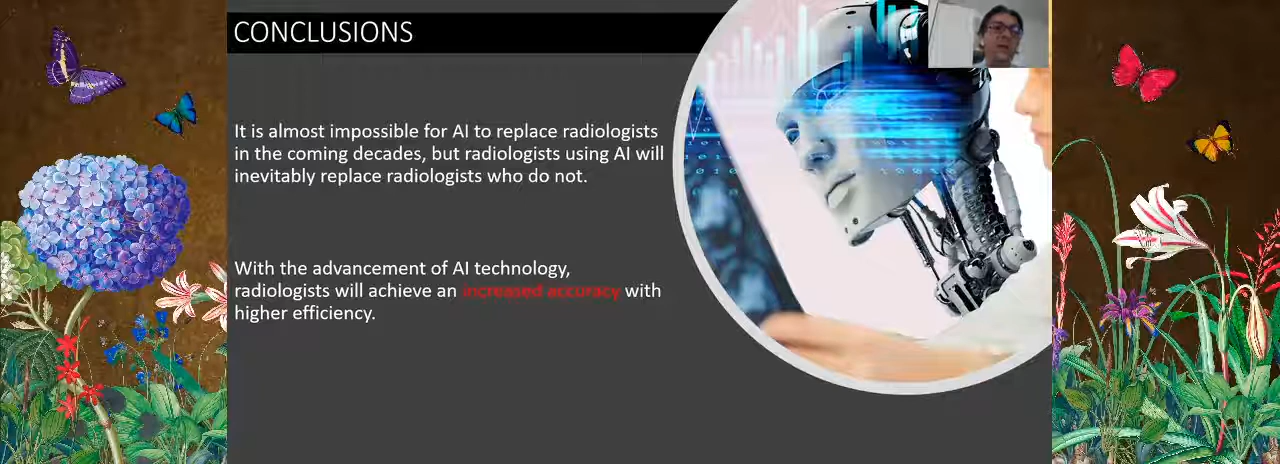 CONCLUSIONS
It is almost impossible for AI to replace radiologists
in the coming decades, but radiologists using AI will
inevitably replace radiologists who do not.
With the advancement of AI technology,
radiologists will achieve an increased accuracy with
higher efficiency.